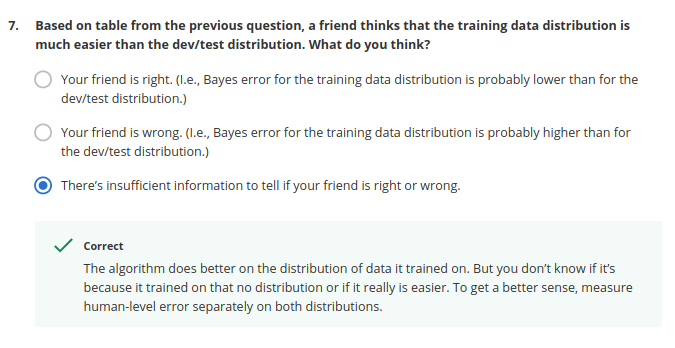 7. Based on table from the previous question, a friend thinks that the training data distribution is
much easier than the dev/test distribution. What do you think?
Your friend is right. (I.e., Bayes error for the training data distribution is probably lower than for the
dev/test distribution.)
Your friend is wrong. (I.e., Bayes error for the training data distribution is probably higher than for
the dev/test distribution.)
There's insufficient information to tell if your friend is right or wrong.
Correct
The algorithm does better on the distribution of data it trained on. But you don't know if it's
because it trained on that no distribution or if it really is easier. To get a better sense, measure
human-level error separately on both distributions.